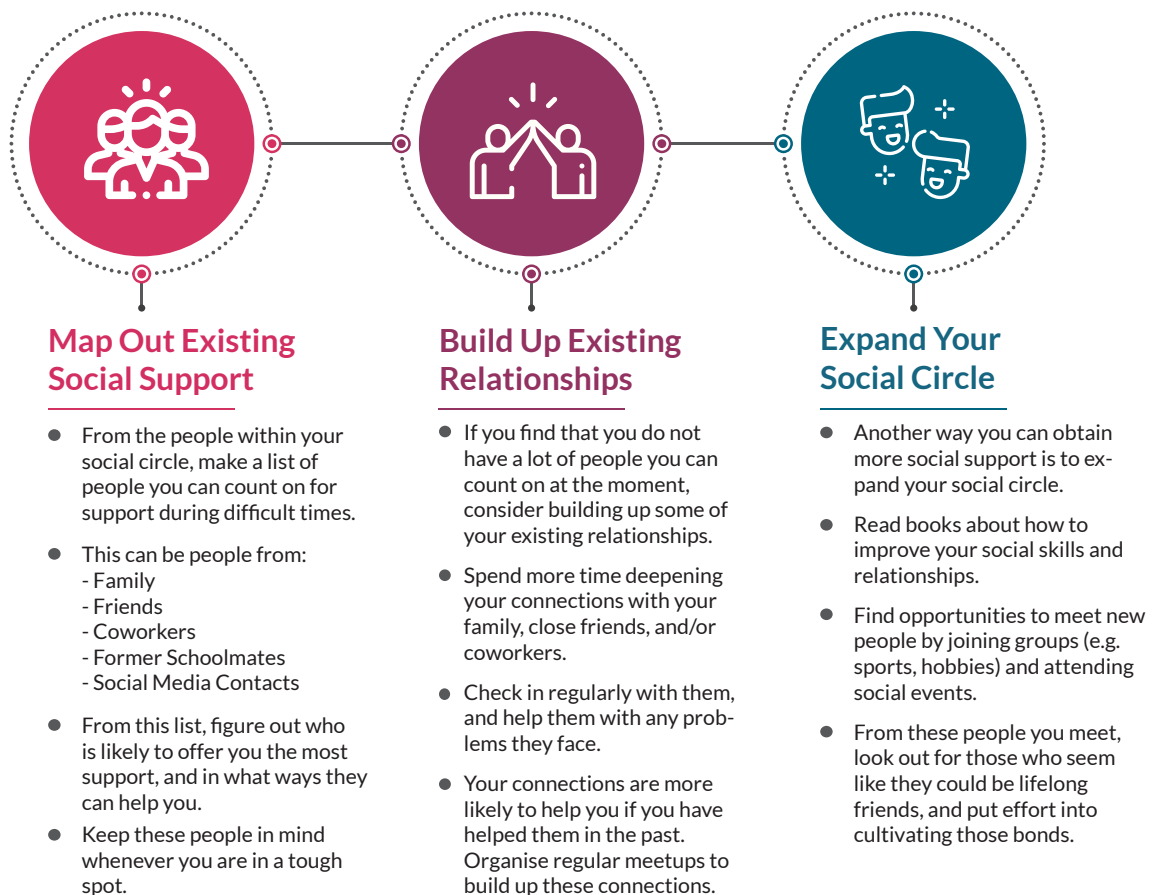 Map Out Existing
Social Support
From the people within your
social circle, make a list of
people you can count on for
support during difficult times.
This can be people from:
- Family
- Friends
- Coworkers
- Former Schoolmates
- Social Media Contacts
From this list, figure out who
is likely to offer you the most
support, and in what ways they
can help you.
Keep these people in mind
whenever you are in a tough
spot.
Build Up Existing
Relationships
If you find that you do not
have a lot of people you can
count on at the moment,
consider building up some of
your existing relationships.
Spend more time deepening
your connections with your
family, close friends, and/or
coworkers.
Check in regularly with them,
and help them with any prob-
lems they face.
Your connections are more
likely to help you if you have
helped them in the past.
Organise regular meetups to
build up these connections.
Expand Your
Social Circle
Another way you can obtain
more social support is to ex-
pand your social circle.
Read books about how to
improve your social skills and
relationships.
Find opportunities to meet new
people by joining groups (e.g.
sports, hobbies) and attending
social events.
From these people you meet,
look out for those who seem
like they could be lifelong
friends, and put effort into
cultivating those bonds.